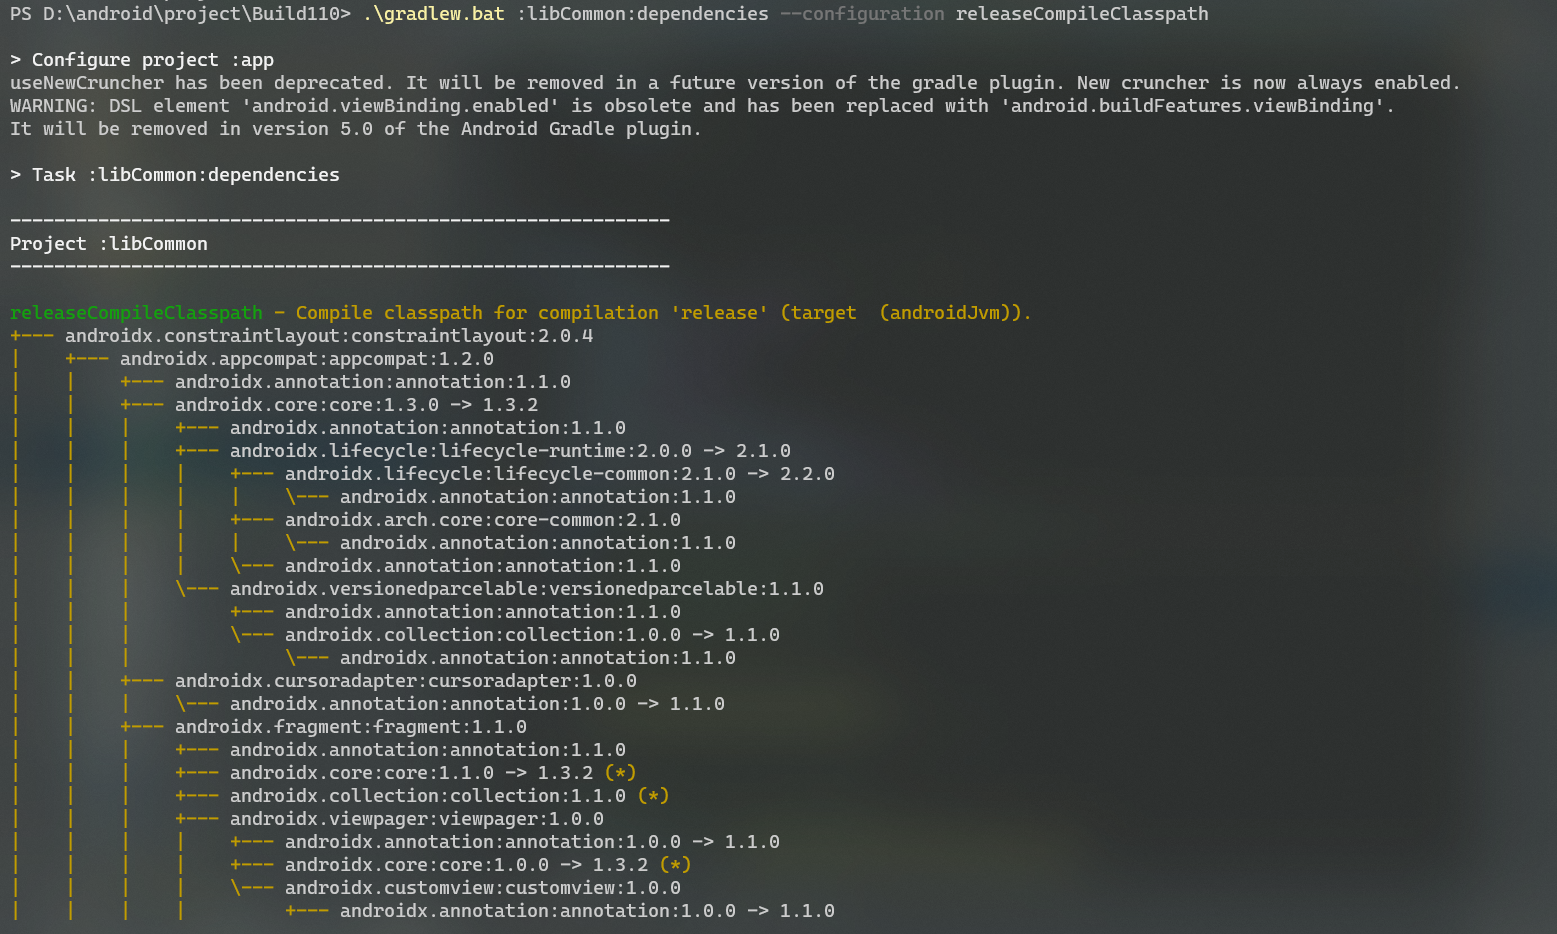 PS D:\android\project\Build110> .\gradlew.bat :libCommon:dependencies --configuration releaseCompileClasspath

> Configure project :app
useNewCruncher has been deprecated. It will be removed in a future version of the gradle plugin. New cruncher is now always enabled.
WARNING: DSL element 'android.viewBinding.enabled' is obsolete and has been replaced with 'android.buildFeatures.viewBinding'.
It will be removed in version 5.0 of the Android Gradle plugin.

> Task :libCommon:dependencies

------------------------------------------------------------
Project :libCommon
------------------------------------------------------------

releaseCompileClasspath - Compile classpath for compilation 'release' (target  (androidJvm)).
+--- androidx.constraintlayout:constraintlayout:2.0.4
|    +--- androidx.appcompat:appcompat:1.2.0
|    |    +--- androidx.annotation:annotation:1.1.0
|    |    +--- androidx.core:core:1.3.0 -> 1.3.2
|    |    |    +--- androidx.annotation:annotation:1.1.0
|    |    |    +--- androidx.lifecycle:lifecycle-runtime:2.0.0 -> 2.1.0
|    |    |    |    +--- androidx.lifecycle:lifecycle-common:2.1.0 -> 2.2.0
|    |    |    |    |    \--- androidx.annotation:annotation:1.1.0
|    |    |    |    +--- androidx.arch.core:core-common:2.1.0
|    |    |    |    |    \--- androidx.annotation:annotation:1.1.0
|    |    |    |    \--- androidx.annotation:annotation:1.1.0
|    |    |    \--- androidx.versionedparcelable:versionedparcelable:1.1.0
|    |    |         +--- androidx.annotation:annotation:1.1.0
|    |    |         \--- androidx.collection:collection:1.0.0 -> 1.1.0
|    |    |              \--- androidx.annotation:annotation:1.1.0
|    |    +--- androidx.cursoradapter:cursoradapter:1.0.0
|    |    |    \--- androidx.annotation:annotation:1.0.0 -> 1.1.0
|    |    +--- androidx.fragment:fragment:1.1.0
|    |    |    +--- androidx.annotation:annotation:1.1.0
|    |    |    +--- androidx.core:core:1.1.0 -> 1.3.2 (*)
|    |    |    +--- androidx.collection:collection:1.1.0 (*)
|    |    |    +--- androidx.viewpager:viewpager:1.0.0
|    |    |    |    +--- androidx.annotation:annotation:1.0.0 -> 1.1.0
|    |    |    |    +--- androidx.core:core:1.0.0 -> 1.3.2 (*)
|    |    |    |    \--- androidx.customview:customview:1.0.0
|    |    |    |         +--- androidx.annotation:annotation:1.0.0 -> 1.1.0